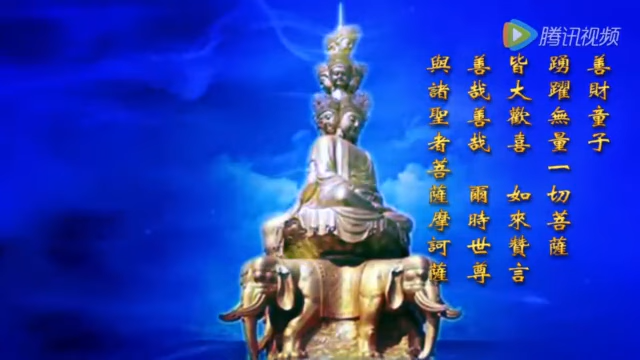 腾讯视频
善財童子
踴躍無量一切菩薩
皆大歡喜 如來贊言
善哉善哉 爾時世尊
與諸聖者菩薩摩訶薩